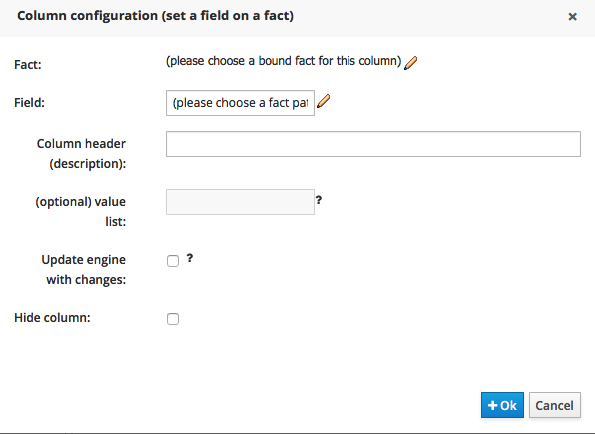 Column configuration (set a field on a fact) ×
Fact: (please choose a bound fact for this column)
Field: (please choose a fact pat
Column header
(description):
(optional) value ?
list:
Update engine ?
with changes:
Hide column:
+ Ok Cancel